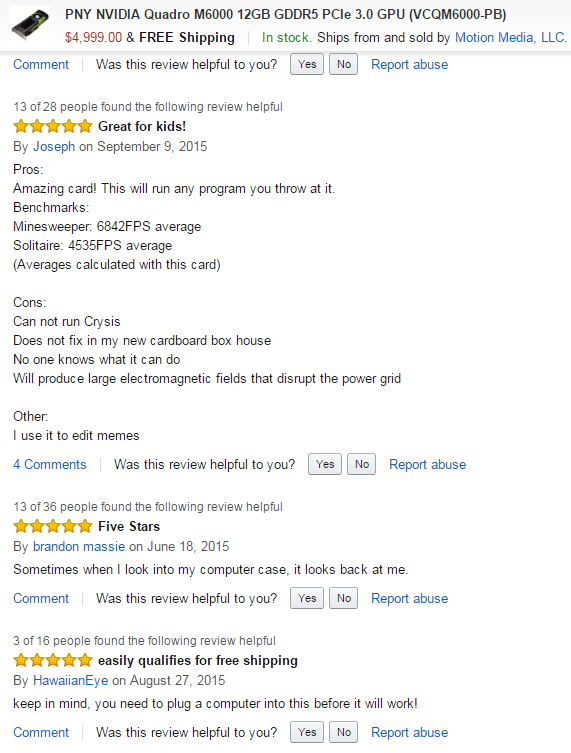 PNY NVIDIA Quadro M6000 12GB GDDR5 PCIe 3.0 GPU (VCQM6000-PB)
$4,999.00 & FREE Shipping In stock. Ships from and sold by Motion Media, LLC.
Comment Was this review helpful to you? Yes No Report abuse
13 of 28 people found the following review helpful
Great for kids!
By Joseph on September 9, 2015
Pros:
Amazing card! This will run any program you throw at it.
Benchmarks:
Minesweeper: 6842FPS average
Solitaire: 4535FPS average
(Averages calculated with this card)
Cons:
Can not run Crysis
Does not fix in my new cardboard box house
No one knows what it can do
Will produce large electromagnetic fields that disrupt the power grid
Other:
I use it to edit memes
4 Comments Was this review helpful to you? Yes No Report abuse
13 of 36 people found the following review helpful
Five Stars
By brandon massie on June 18, 2015
Sometimes when I look into my computer case, it looks back at me.
Comment Was this review helpful to you? Yes No Report abuse
3 of 16 people found the following review helpful
easily qualifies for free shipping
By HawaiianEye on August 27, 2015
keep in mind, you need to plug a computer into this before it will work!
Comment Was this review helpful to you? Yes No Report abuse